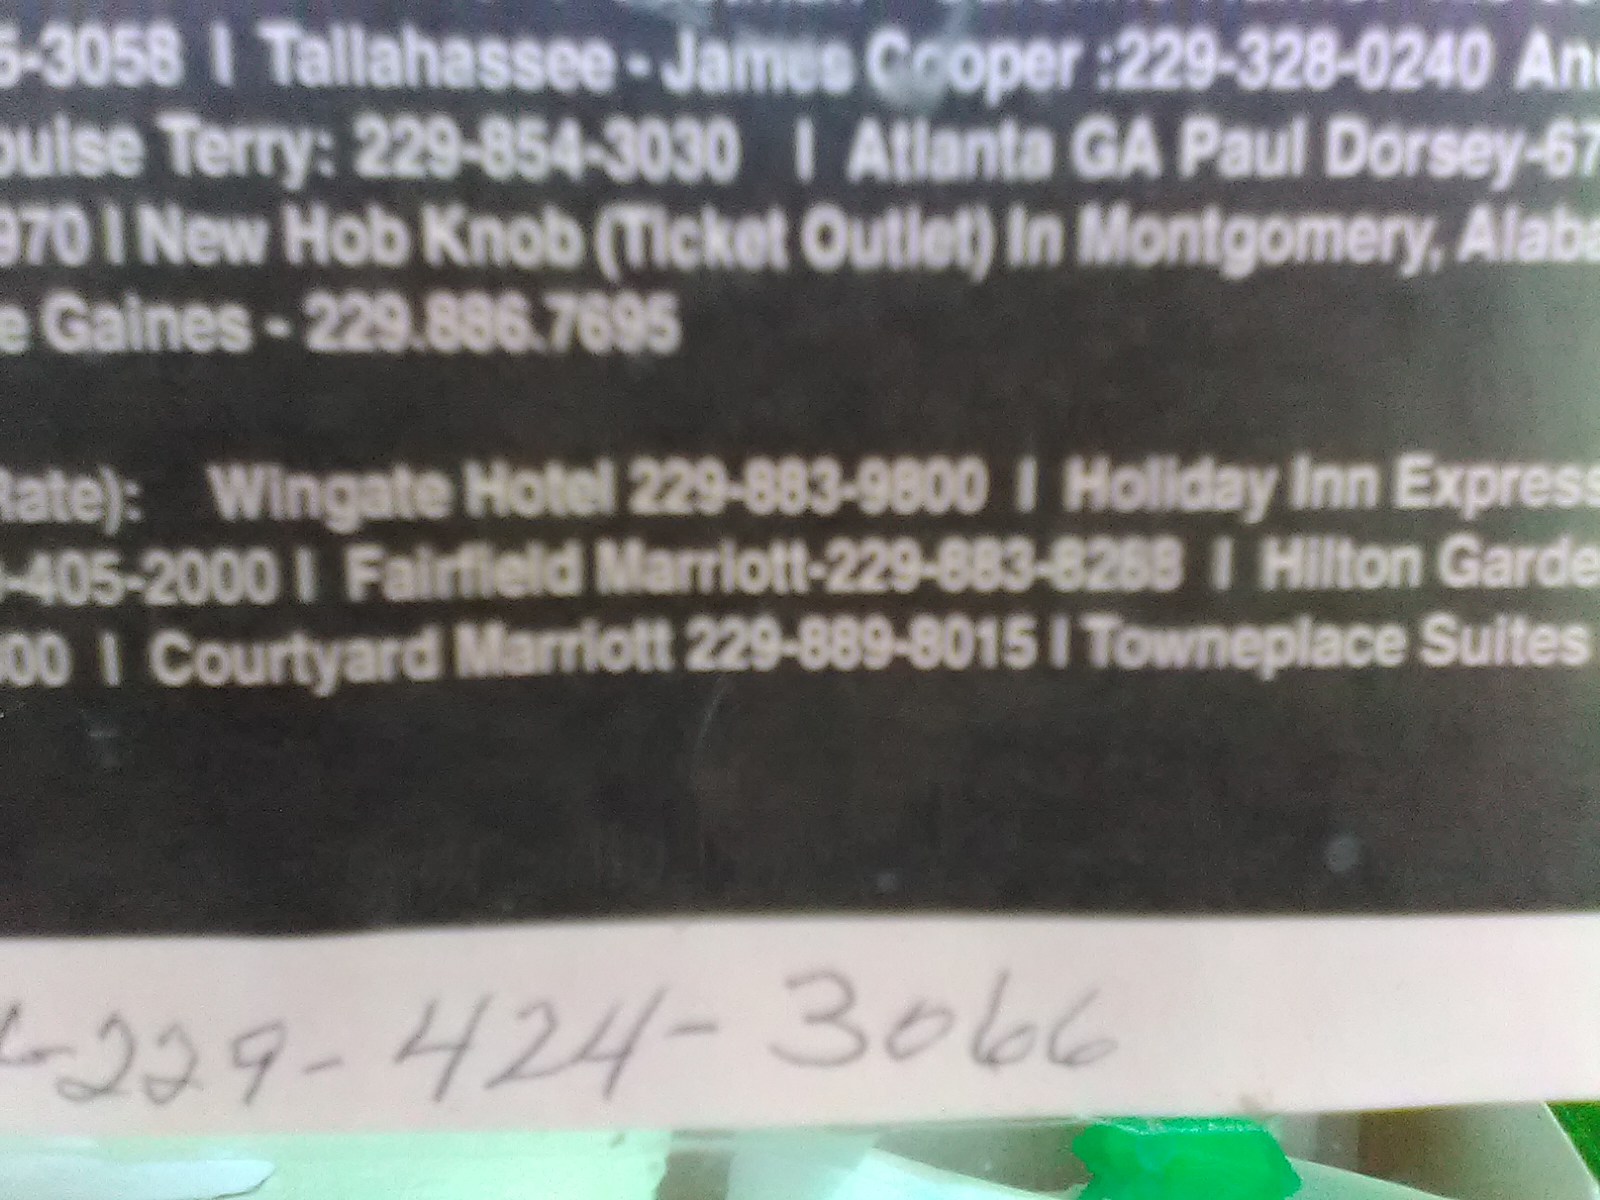 5-3058 | Tallahassee - James Cooper :229-328-0240 An
ouise Terry: 229-854-3030 | Atlanta GA Paul Dorsey-67
970 | New Hob Knob (Ticket Outlet) In Montgomery, Alaba
e Gaines - 229.886.7695
Rate): Wingate Hotel 229-883-9800 | Holiday Inn Express
-405-2000 | Fairfield Marriott-229-883-8268 | Hilton Garde
00 | Courtyard Marriott 229-889-8015 | Towneplace Suites
-229-424-3066